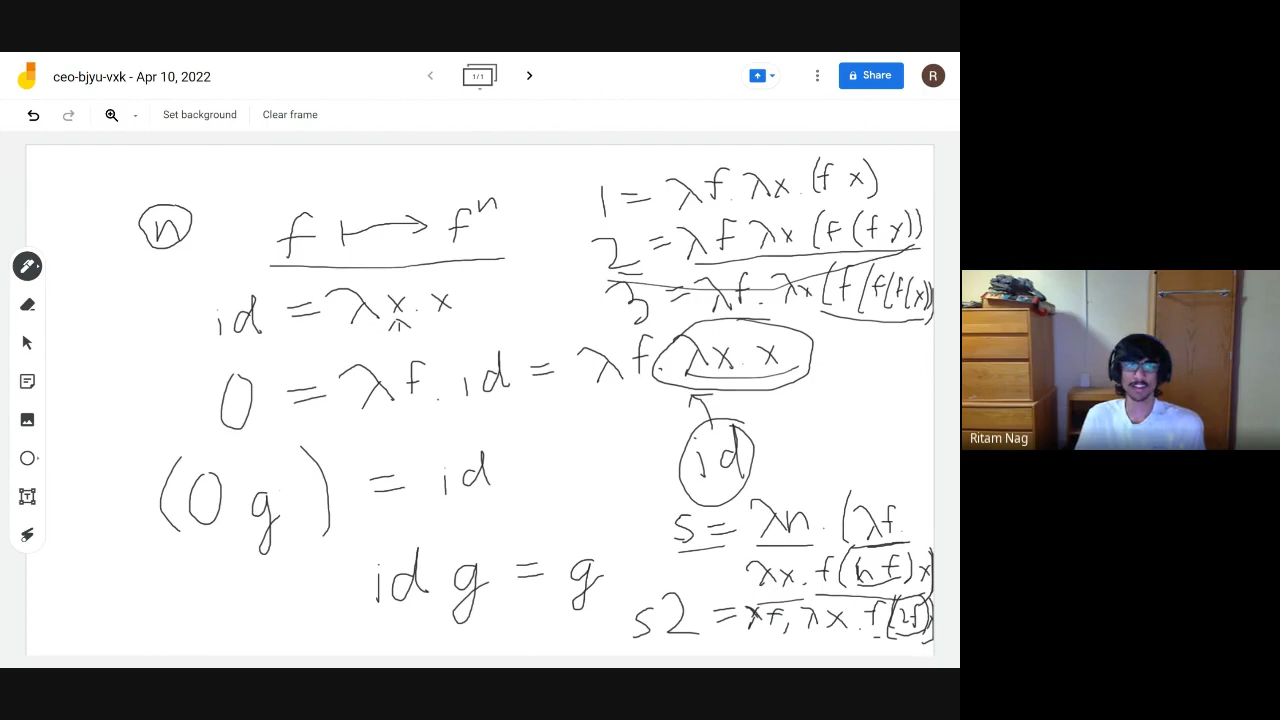 ceo-bjyu-vxk - Apr 10, 2022
1/1
Share
R
Set background
Clear frame
n
f ↦ f^n
id = λx. x
0 = λf. id = λf. λx. x
id
(0 g) = id
id g = g
1 = λf. λx. (f x)
2 = λf λx (f (f x))
3 = λf. λx (f (f(f(x)
s = λn. (λf.
λx. f(n f) x)
s2 = λf, λx. f (2f)
Ritam Nag